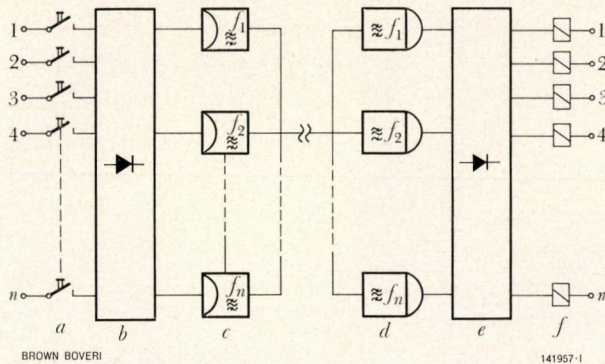 1 f₁ f₁ 1
2 2
3 3
4 f₂ f₂ 4
n fₙ fₙ n
a b c d e f
BROWN BOVERI 141957·I